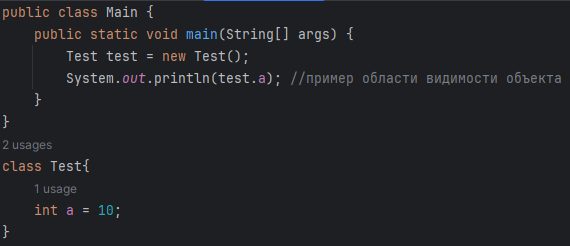 public class Main {
public static void main(String[] args) {
Test test = new Test();
System.out.println(test.a); //пример области видимости объекта
}
}
2 usages
class Test{
1 usage
int a = 10;
}